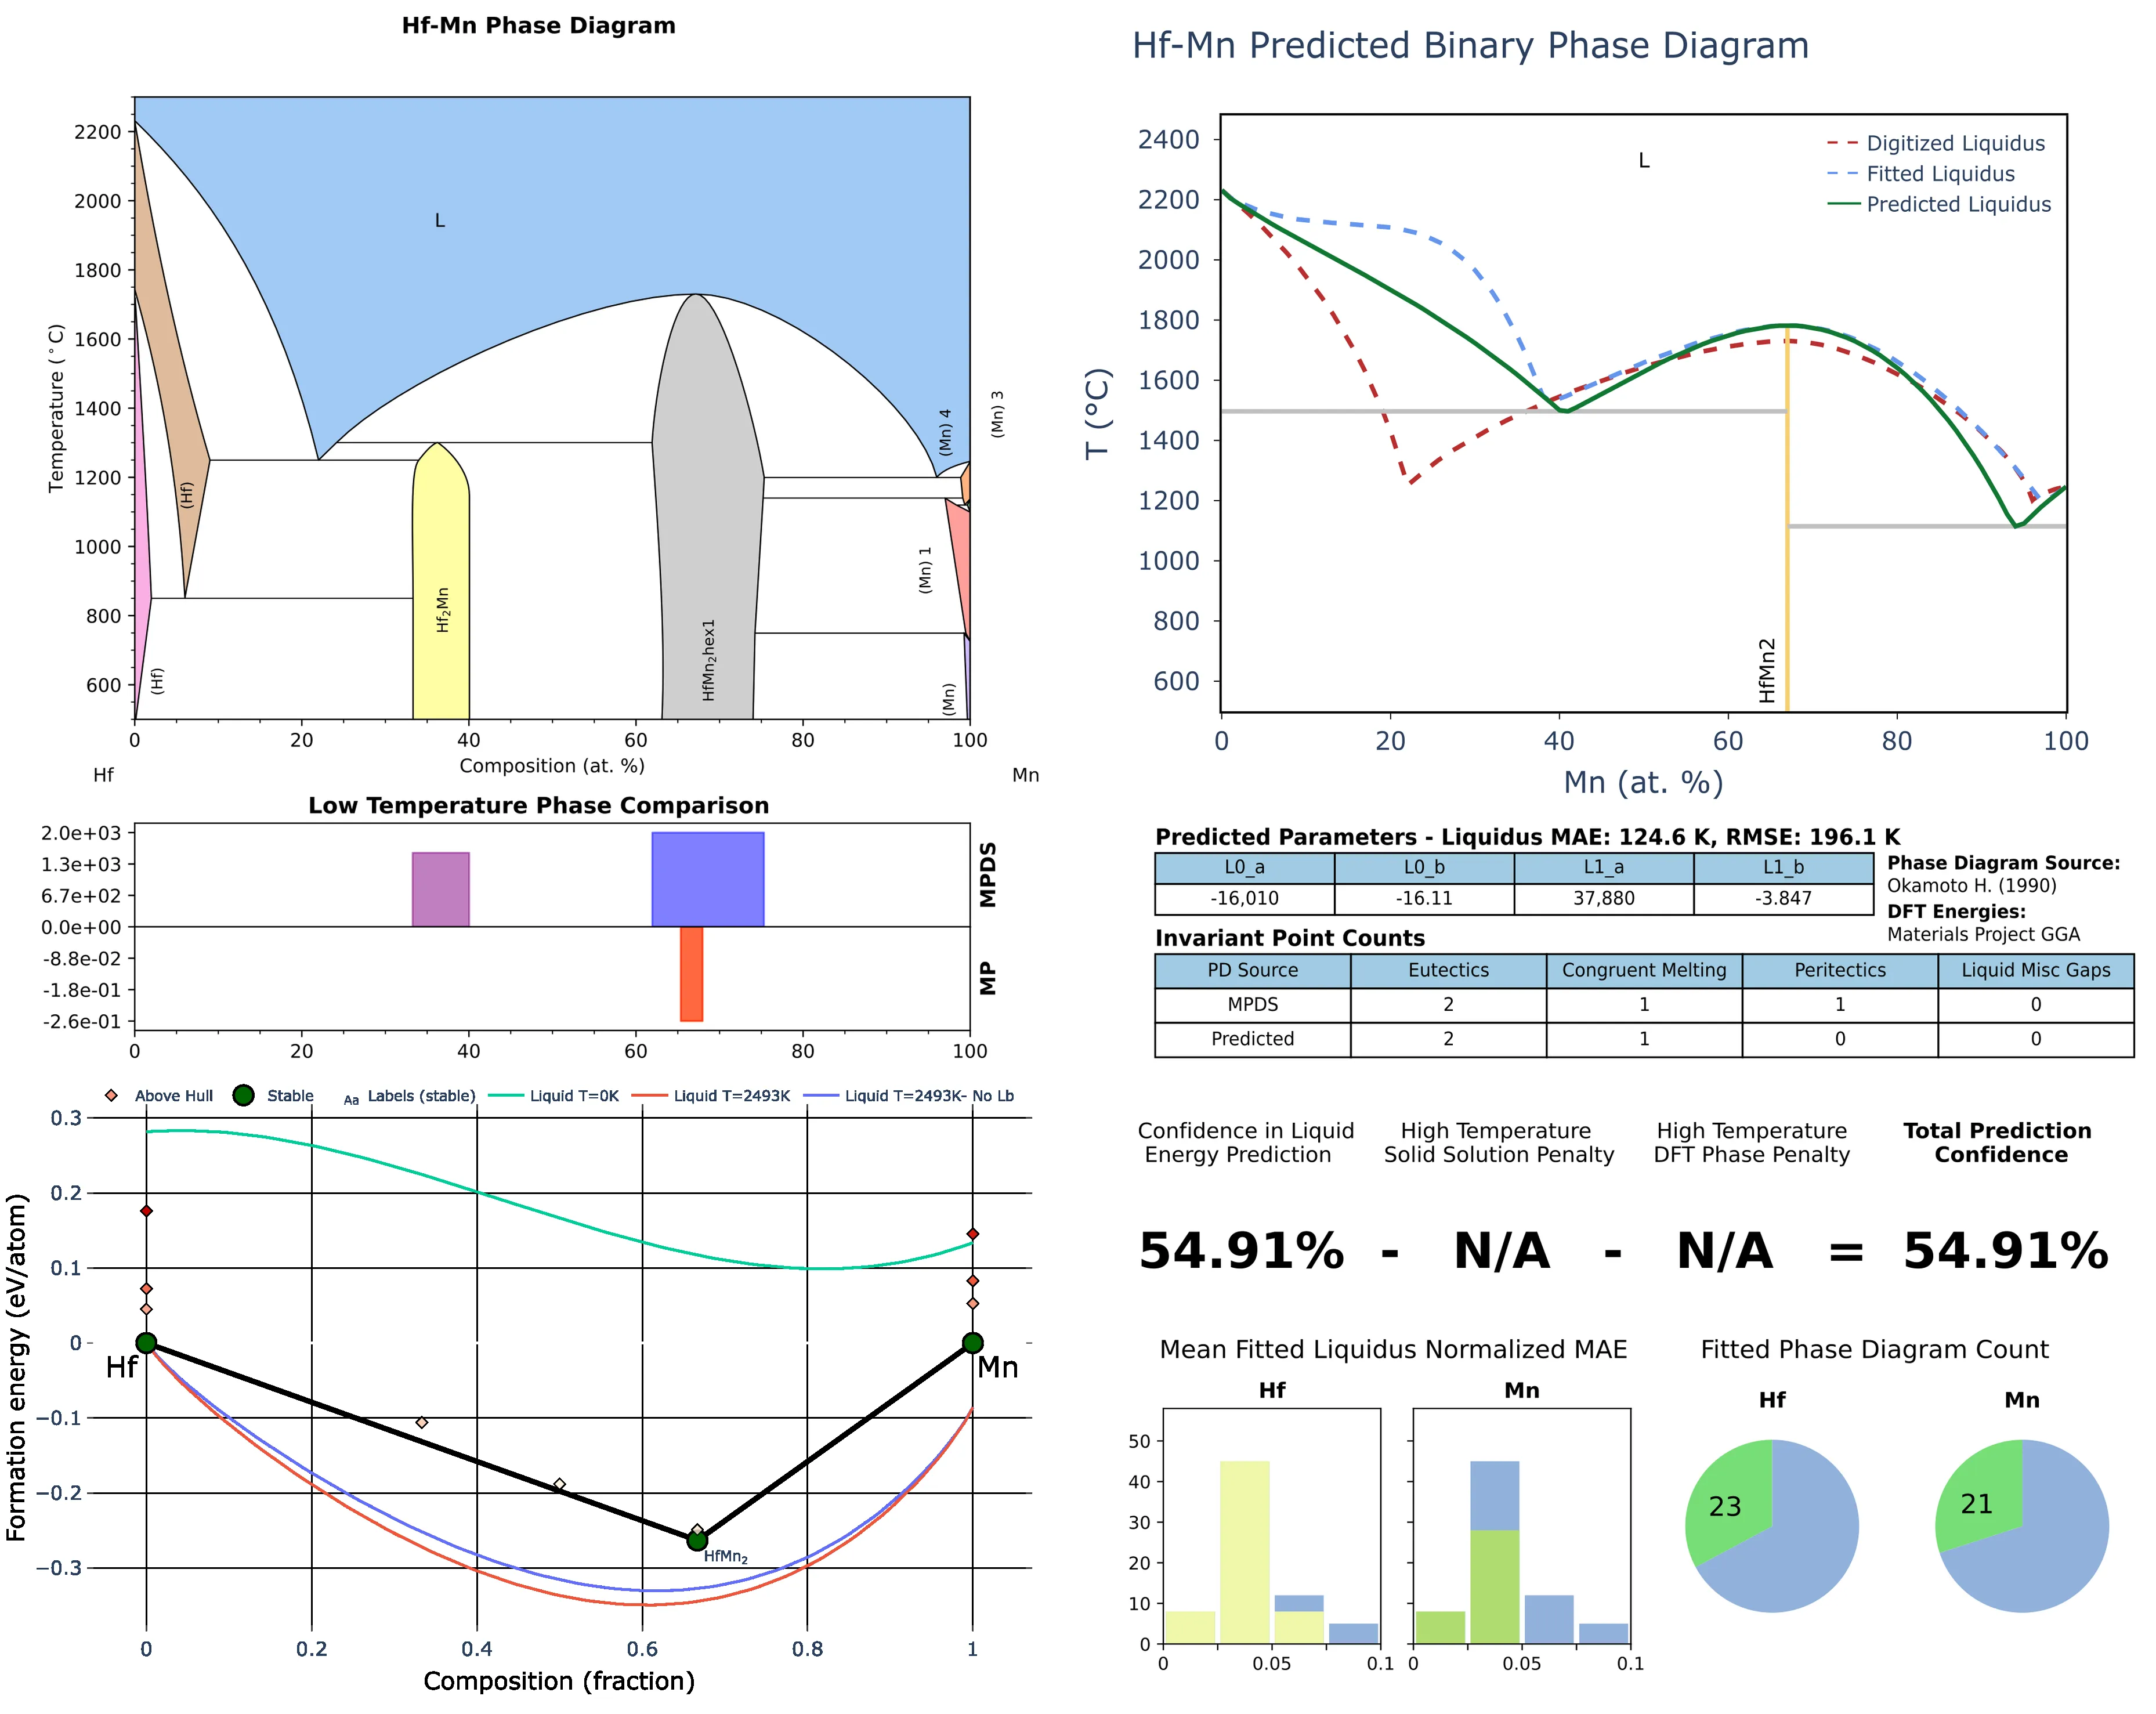 Hf-Mn Phase Diagram
2200
2000
1800
1600
1400
1200
1000
800
600
Temperature (°C)
L
(Hf)
(Hf)
Hf₂Mn
HfMn₂hex1
(Mn) 4
(Mn) 3
(Mn) 1
(Mn)
0 20 40 60 80 100
Composition (at. %)
Hf
Mn
Low Temperature Phase Comparison
2.0e+03
1.3e+03
6.7e+02
0.0e+00
-8.8e-02
-1.8e-01
-2.6e-01
MPDS
MP
0 20 40 60 80 100
Above Hull Stable Aa Labels (stable) Liquid T=0K Liquid T=2493K Liquid T=2493K- No Lb
0.3
0.2
0.1
0
−0.1
−0.2
−0.3
Formation energy (eV/atom)
Hf
Mn
HfMn₂
0 0.2 0.4 0.6 0.8 1
Composition (fraction)
Hf-Mn Predicted Binary Phase Diagram
2400
2200
2000
1800
1600
1400
1200
1000
800
600
T (°C)
L
Digitized Liquidus
Fitted Liquidus
Predicted Liquidus
HfMn2
0 20 40 60 80 100
Mn (at. %)
Predicted Parameters - Liquidus MAE: 124.6 K, RMSE: 196.1 K
L0_a L0_b L1_a L1_b
-16,010 -16.11 37,880 -3.847
Phase Diagram Source:
Okamoto H. (1990)
DFT Energies:
Materials Project GGA
Invariant Point Counts
PD Source Eutectics Congruent Melting Peritectics Liquid Misc Gaps
MPDS 2 1 1 0
Predicted 2 1 0 0
Confidence in Liquid
Energy Prediction
High Temperature
Solid Solution Penalty
High Temperature
DFT Phase Penalty
Total Prediction
Confidence
54.91% - N/A - N/A = 54.91%
Mean Fitted Liquidus Normalized MAE
Hf
Mn
50
40
30
20
10
0
0 0.05 0.1
0 0.05 0.1
Fitted Phase Diagram Count
Hf
Mn
23
21